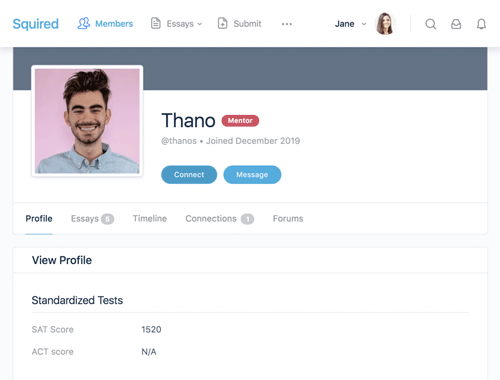 Squired Members Essays Submit ••• Jane
Thano Mentor
@thanos • Joined December 2019
Connect Message
Profile Essays 5 Timeline Connections 1 Forums
View Profile
Standardized Tests
SAT Score 1520
ACT score N/A